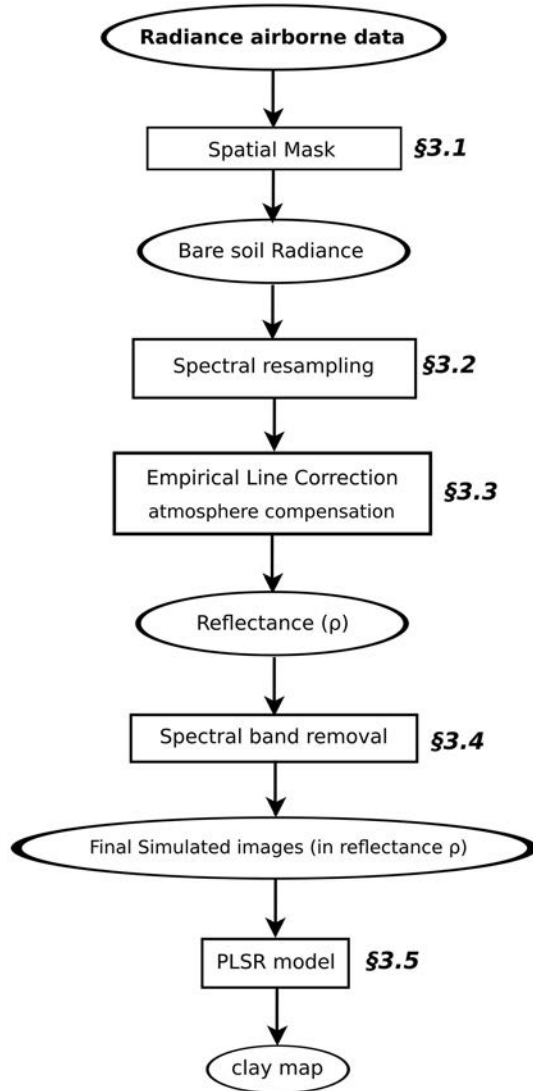 Radiance airborne data
Spatial Mask
§3.1
Bare soil Radiance
Spectral resampling
§3.2
Empirical Line Correction
atmosphere compensation
§3.3
Reflectance (ρ)
Spectral band removal
§3.4
Final Simulated images (in reflectance ρ)
PLSR model
§3.5
clay map